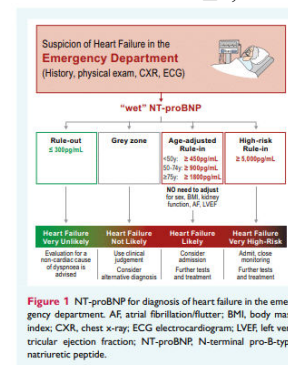 Suspicion of Heart Failure in the
Emergency Department
(History, physical exam, CXR, ECG)
"wet" NT-proBNP
Rule-out
≤ 300pg/mL
Grey zone
Age-adjusted
Rule-in
<50y: ≥ 450pg/mL
50-74y: ≥ 900pg/mL
≥75y: ≥ 1800pg/mL
High-risk
Rule-in
≥ 5,000pg/mL
NO need to adjust
for sex, BMI, kidney
function, AF, LVEF
Heart Failure
Very Unlikely
Heart Failure
Not Likely
Heart Failure
Likely
Heart Failure
Very High-Risk
Evaluation for a
non-cardiac cause
of dyspnoea is
advised
Use clinical
judgement
Consider
alternative diagnosis
Consider
admission
Further tests
and treatment
Admit, close
monitoring
Further tests
and treatment
Figure 1 NT-proBNP for diagnosis of heart failure in the eme
gency department. AF, atrial fibrillation/flutter; BMI, body mas
index; CXR, chest x-ray; ECG electrocardiogram; LVEF, left ven
tricular ejection fraction; NT-proBNP, N-terminal pro-B-typ
natriuretic peptide.